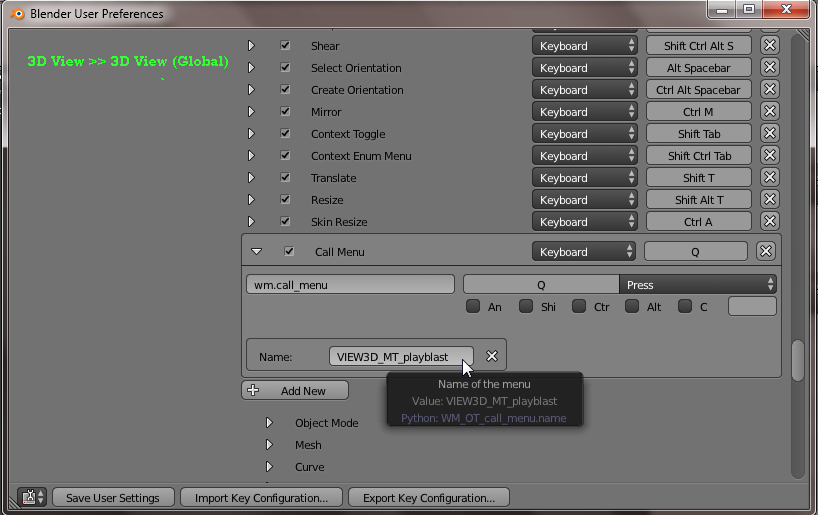 Blender User Preferences
3D View >> 3D View (Global)
Shear Keyboard Shift Ctrl Alt S
Select Orientation Keyboard Alt Spacebar
Create Orientation Keyboard Ctrl Alt Spacebar
Mirror Keyboard Ctrl M
Context Toggle Keyboard Shift Tab
Context Enum Menu Keyboard Shift Ctrl Tab
Translate Keyboard Shift T
Resize Keyboard Shift Alt T
Skin Resize Keyboard Ctrl A
Call Menu Keyboard Q
wm.call_menu Q Press
An Shi Ctr Alt C
Name: VIEW3D_MT_playblast
Name of the menu
Value: VIEW3D_MT_playblast
Python: WM_OT_call_menu.name
Add New
Object Mode
Mesh
Curve
Save User Settings Import Key Configuration... Export Key Configuration...